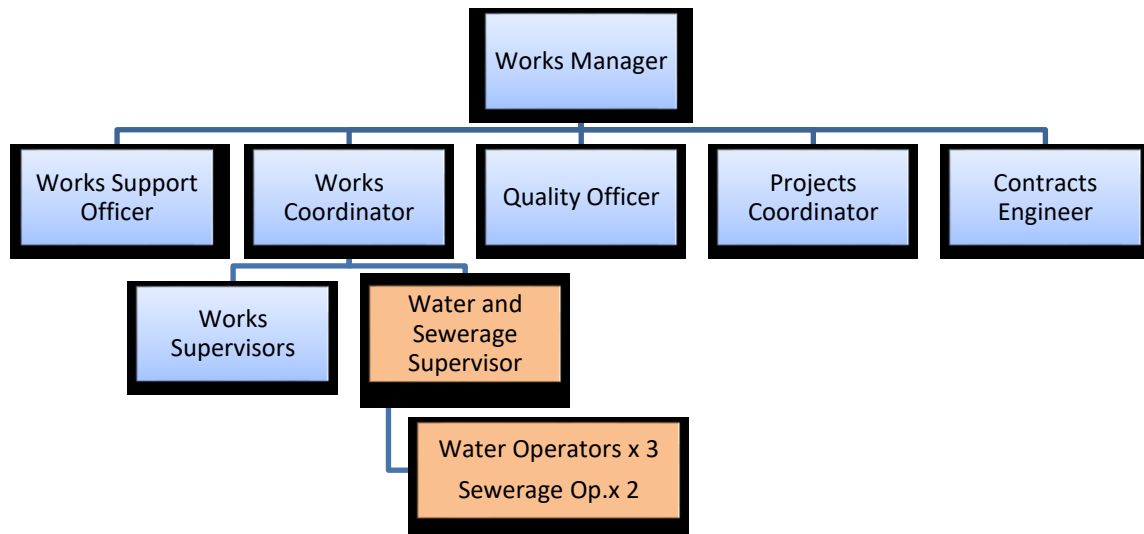 Works Manager
Works Support
Officer
Works
Coordinator
Quality Officer
Projects
Coordinator
Contracts
Engineer
Works
Supervisors
Water and
Sewerage
Supervisor
Water Operators x 3
Sewerage Op.x 2